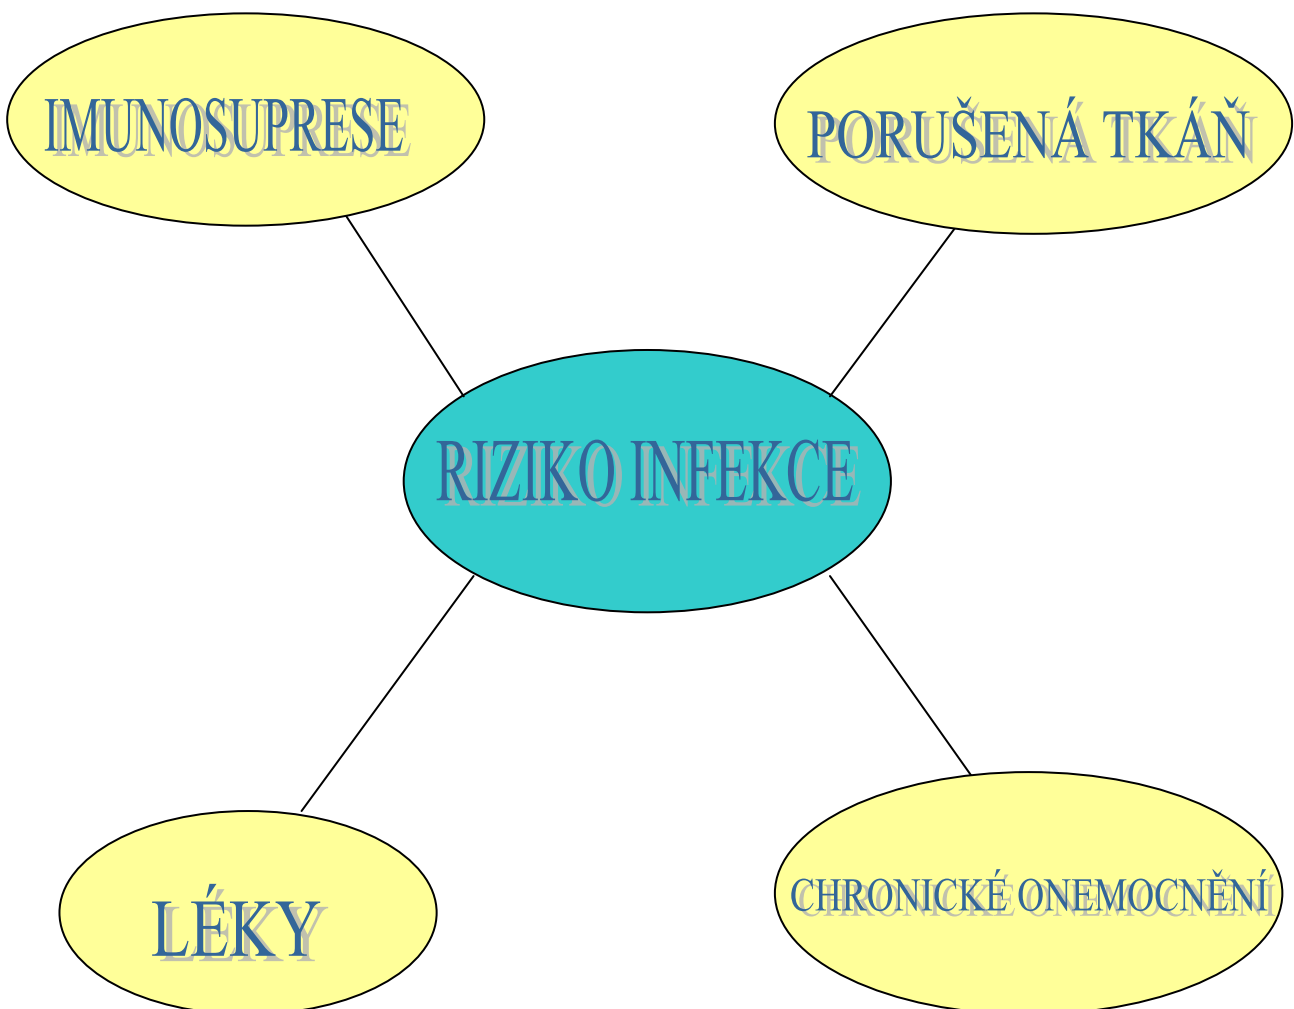 IMUNOSUPRESE
PORUŠENÁ TKÁŇ
RIZIKO INFEKCE
LÉKY
CHRONICKÉ ONEMOCNĚNÍ